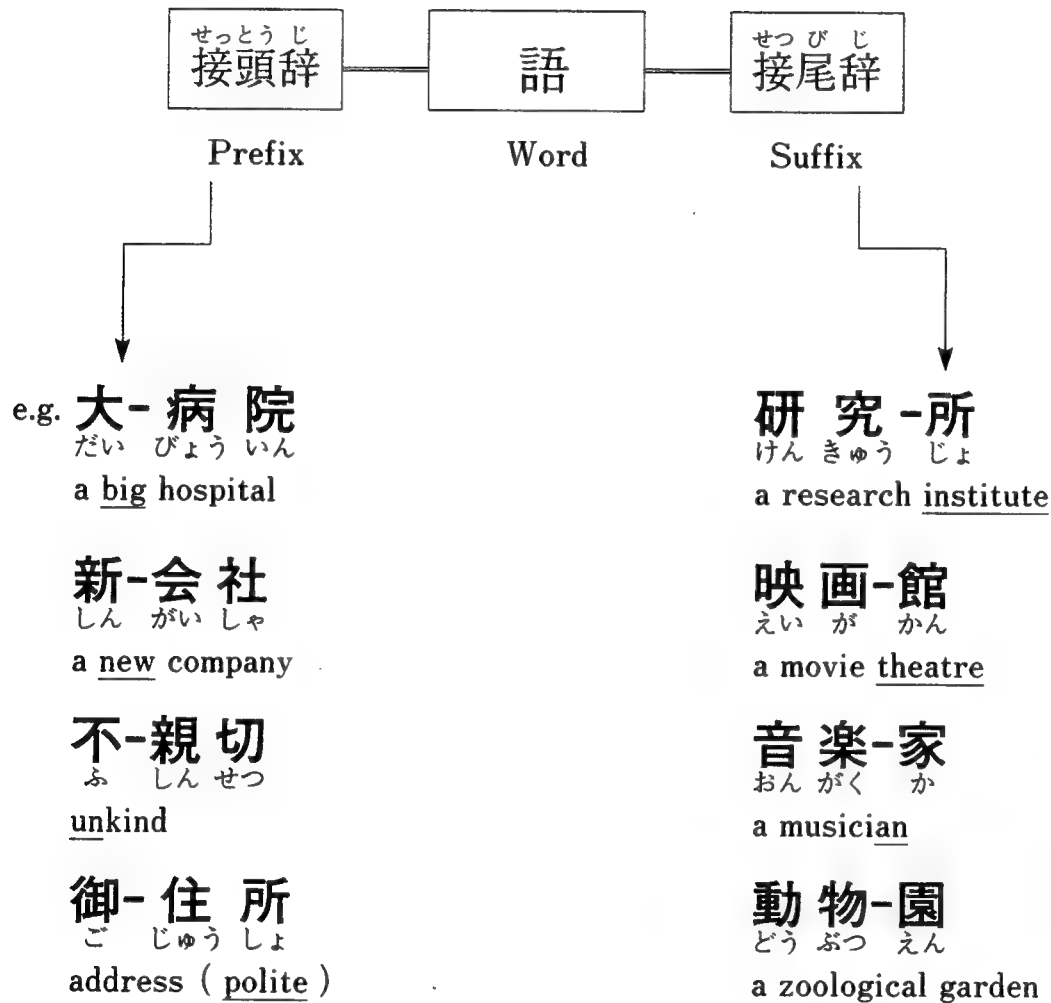 せっとう じ
接頭辞
語
せつ び じ
接尾辞
Prefix
Word
Suffix
e.g. 大-病 院
だい びょう いん
a big hospital
新-会 社
しん がい しゃ
a new company
不-親 切
ふ しん せつ
unkind
御-住 所
ご じゅう しょ
address ( polite )
研 究-所
けん きゅう じょ
a research institute
映 画-館
えい が かん
a movie theatre
音 楽-家
おん がく か
a musician
動 物-園
どう ぶつ えん
a zoological garden